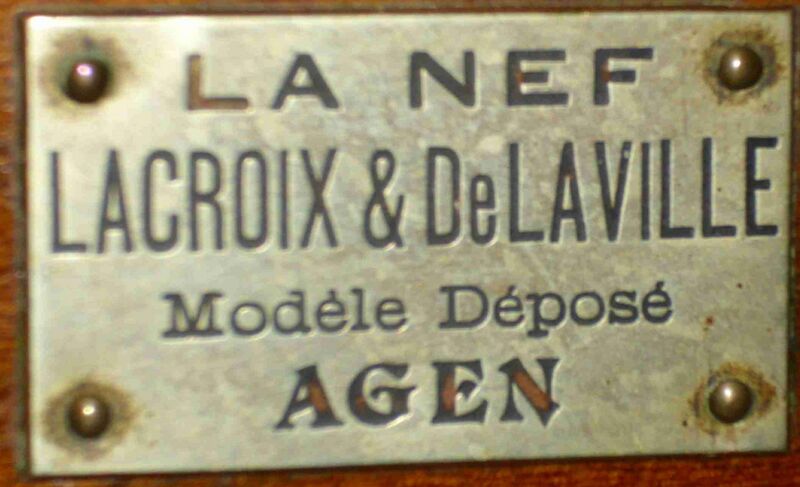 LA NEF
LACROIX & DeLAVILLE
Modèle Déposé
AGEN